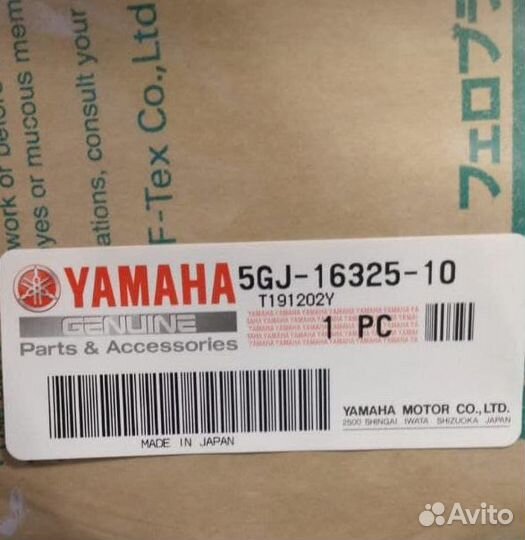 work or before
eyes or mucous mem
ations, consult your
F-Tex Co., Ltd
フェロブラ
YAMAHA
GENUINE
Parts & Accessories
5GJ-16325-10
T191202Y
1 PC
MADE IN JAPAN
YAMAHA MOTOR CO.,LTD.
2500 SHINGAI IWATA SHIZUOKA JAPAN
Avito